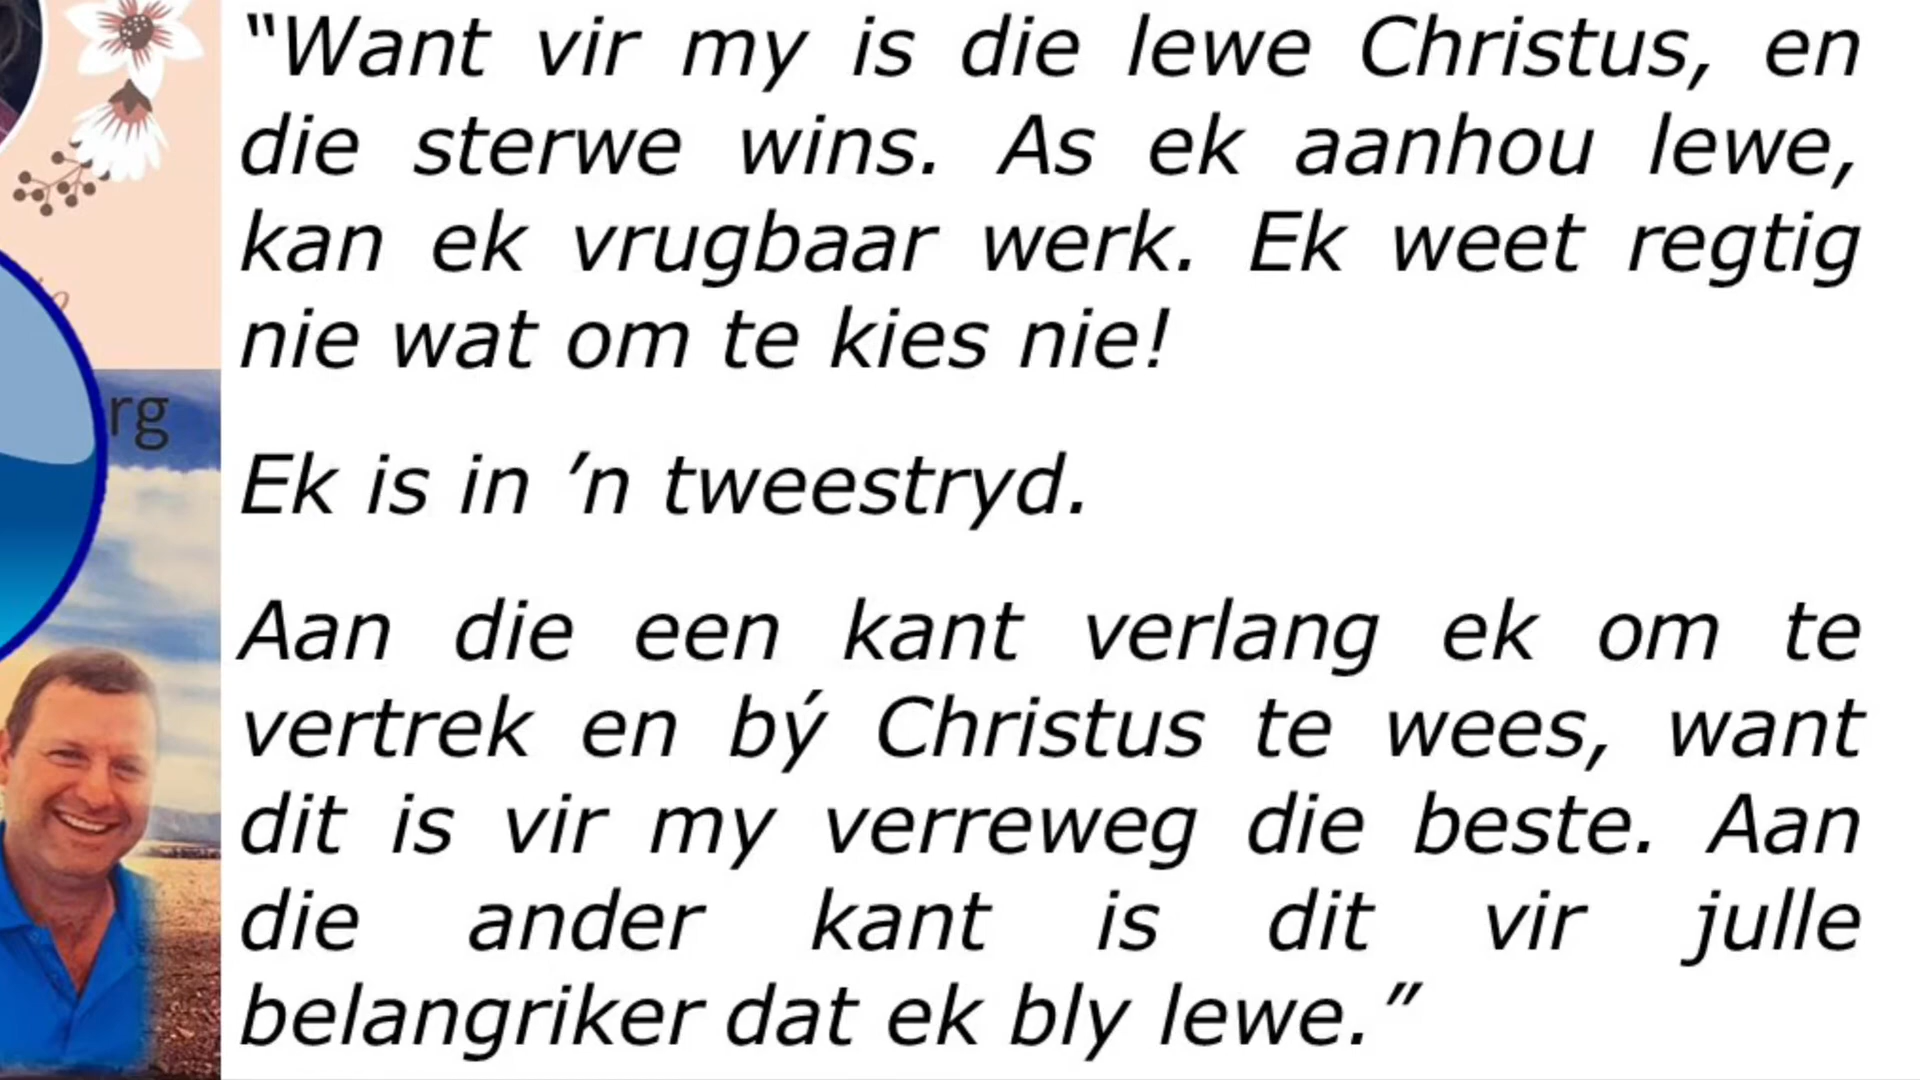 “Want vir my is die lewe Christus, en
die sterwe wins. As ek aanhou lewe,
kan ek vrugbaar werk. Ek weet regtig
nie wat om te kies nie!
rg
Ek is in ’n tweestryd.
Aan die een kant verlang ek om te
vertrek en bý Christus te wees, want
dit is vir my verreweg die beste. Aan
die ander kant is dit vir julle
belangriker dat ek bly lewe.”